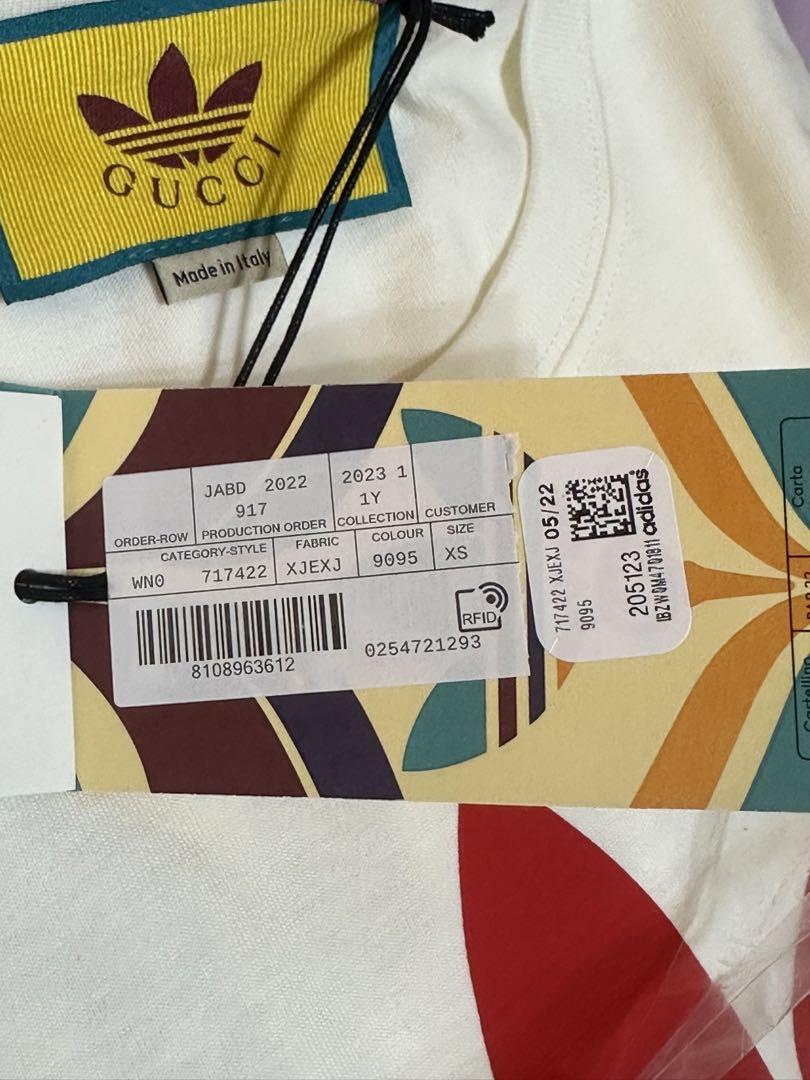 GUCCI
Made in Italy
JABD 2022
917
2023 1
1Y
ORDER-ROW
PRODUCTION ORDER
COLLECTION
CUSTOMER
CATEGORY-STYLE
FABRIC
COLOUR
SIZE
WN0 717422
XJEXJ
9095
XS
RFID
8108963612
0254721293
717422 XJEXJ 05/22
9095
205123
adidas
Carta